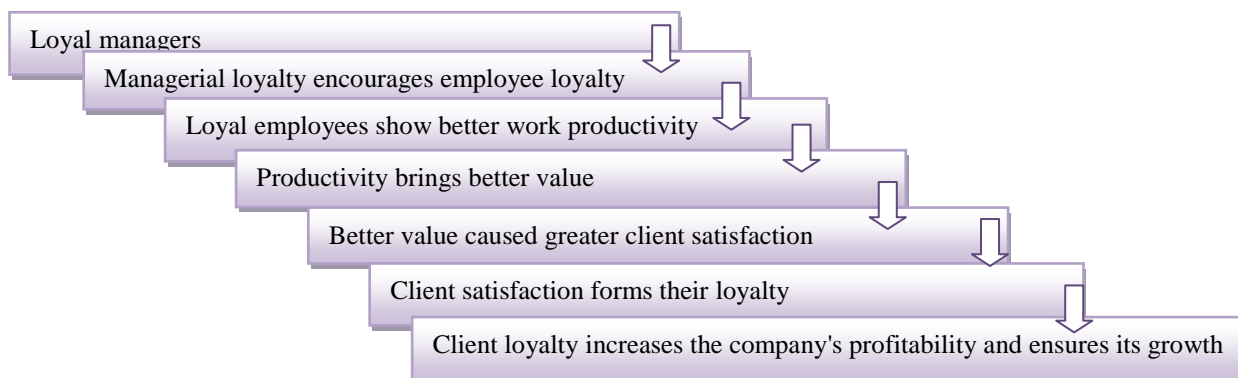 Loyal managers
Managerial loyalty encourages employee loyalty
Loyal employees show better work productivity
Productivity brings better value
Better value caused greater client satisfaction
Client satisfaction forms their loyalty
Client loyalty increases the company's profitability and ensures its growth